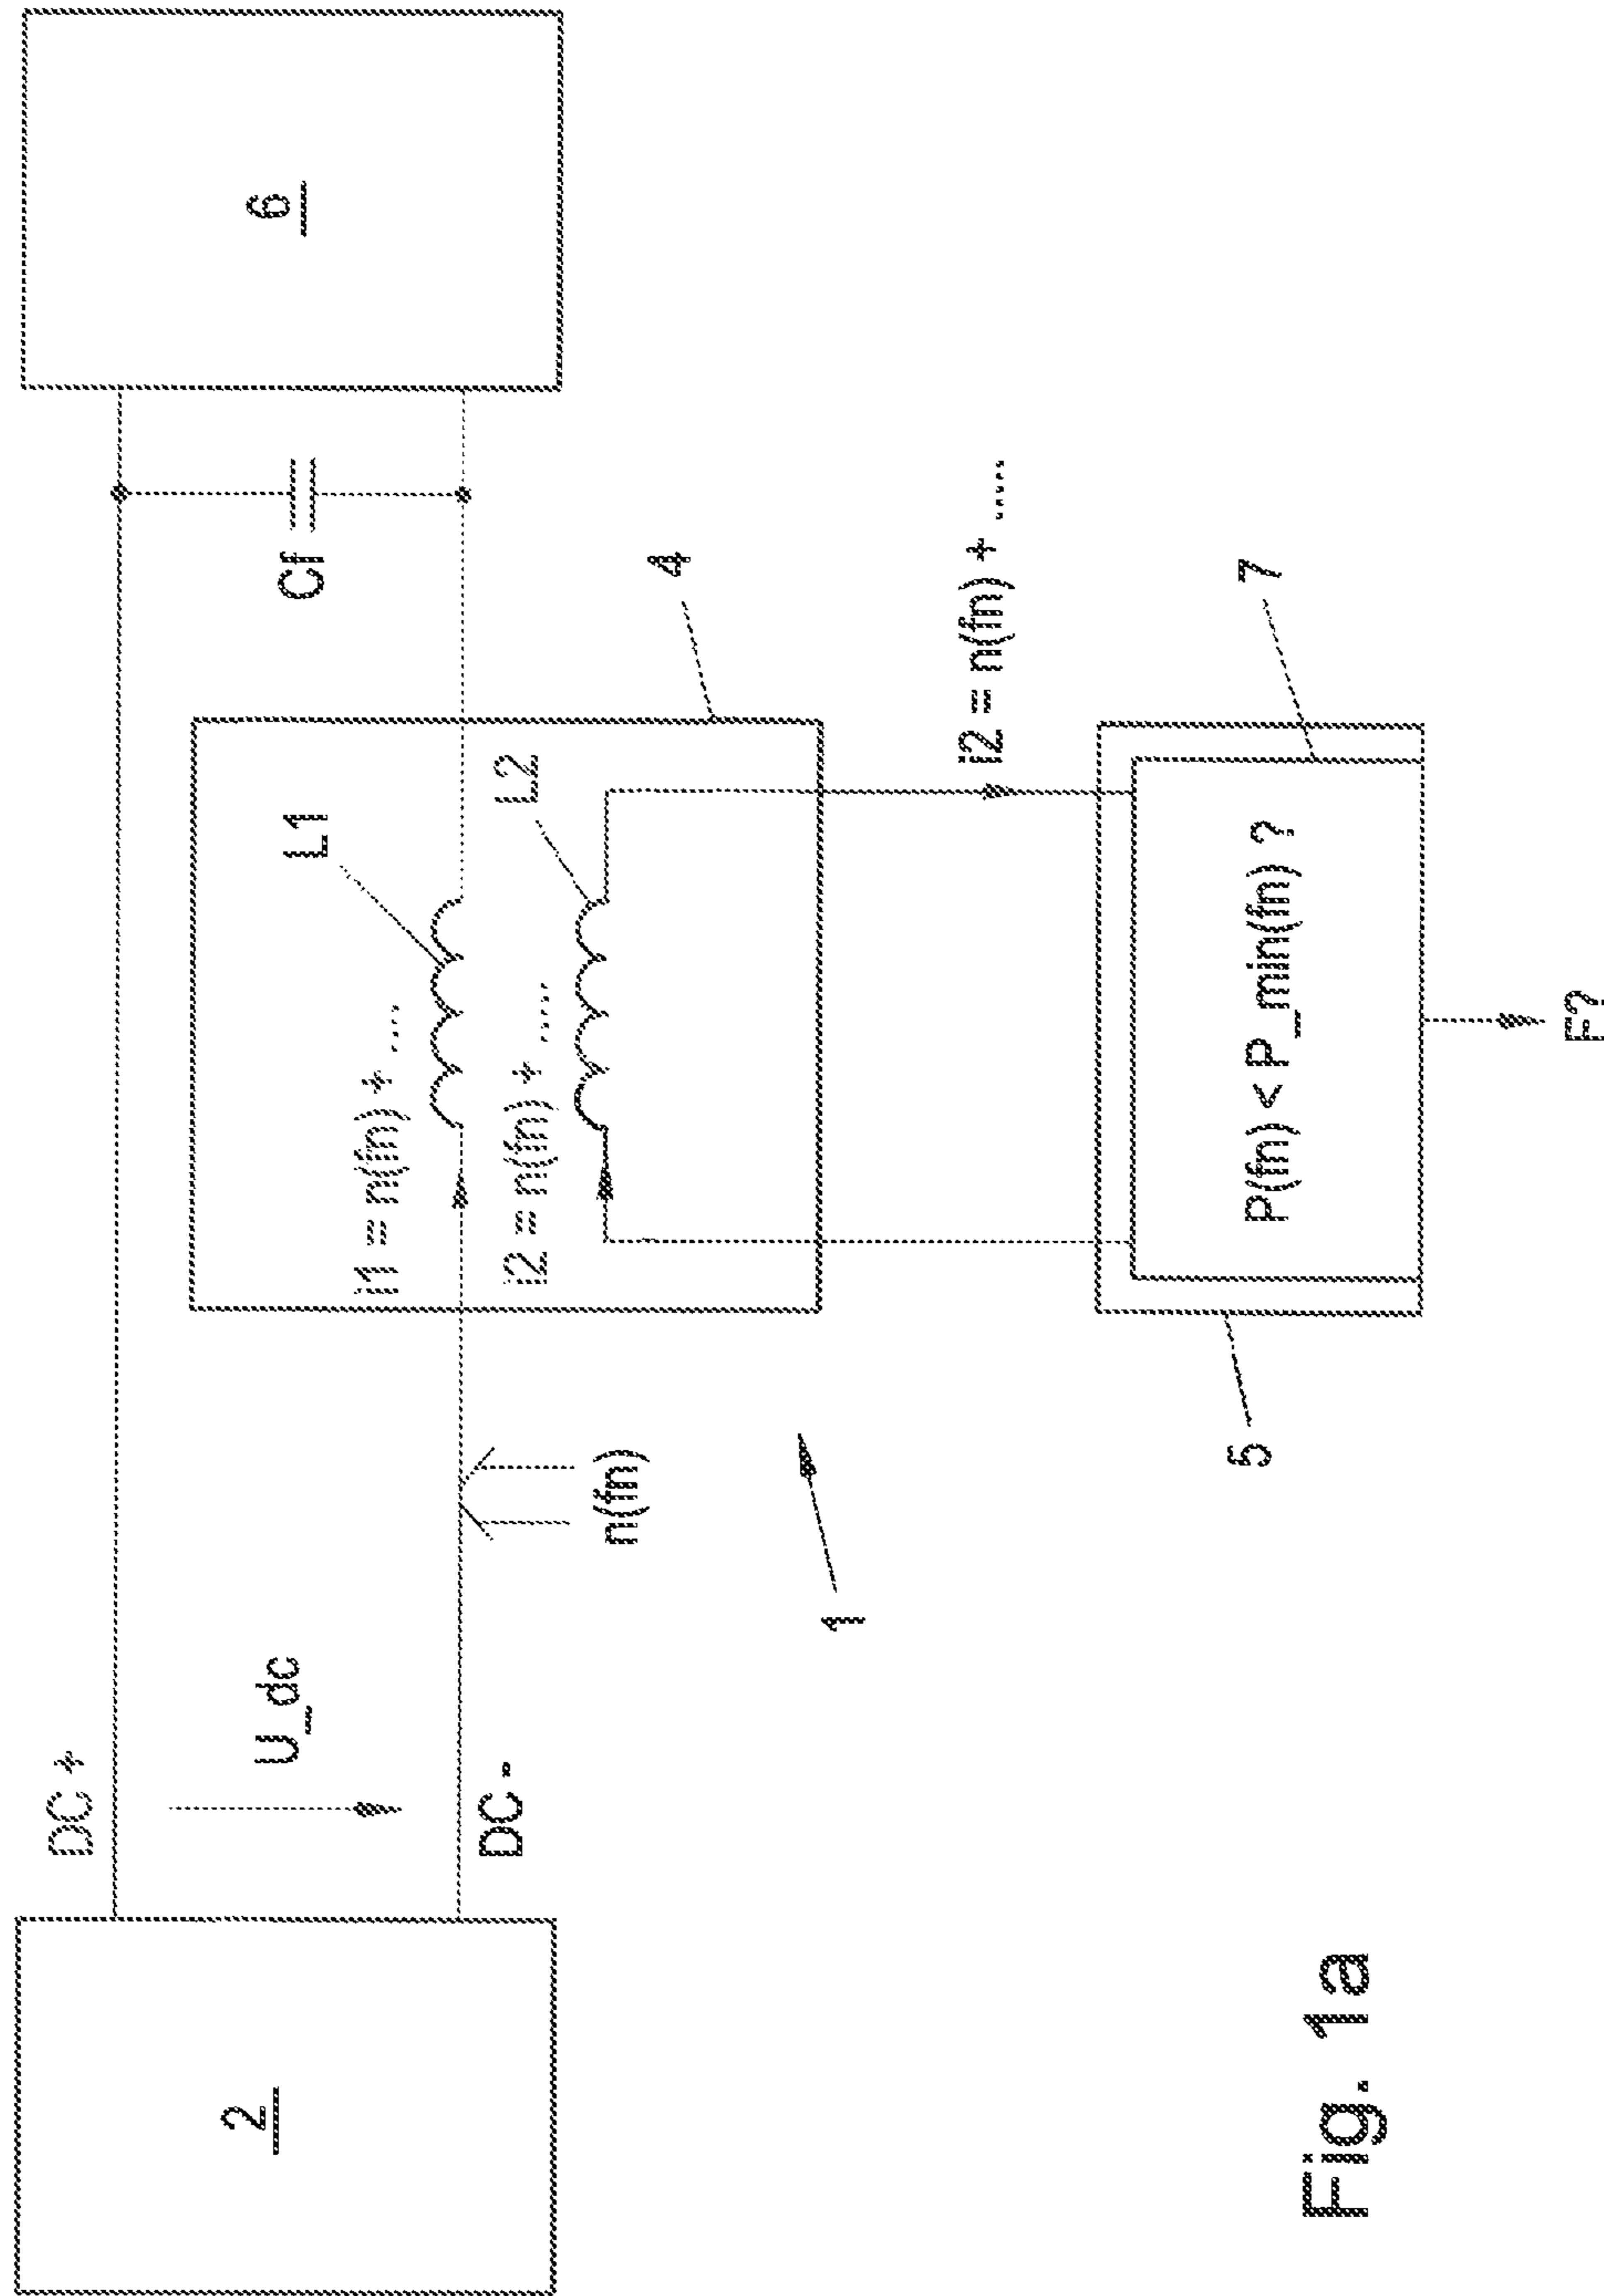 DC +
U_dc
DC -
2
6
Cf
L1
i1 = n(fn) + ....
L2
i2 = n(fn) + .....
4
n(fn)
1
i2 = n(fn) + .....
7
P(fn) < P_min(fn) ?
5
F?
Fig. 1a